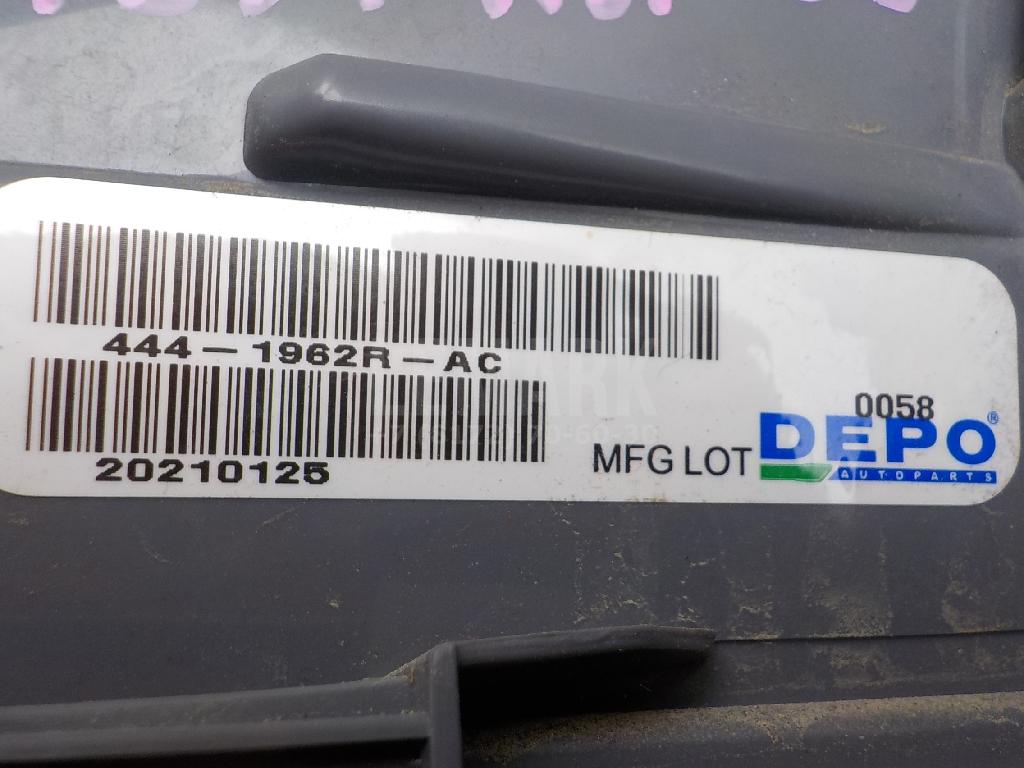 444-1962R-AC
20210125
0058
MFG LOT DEPO®
AUTOPARTS